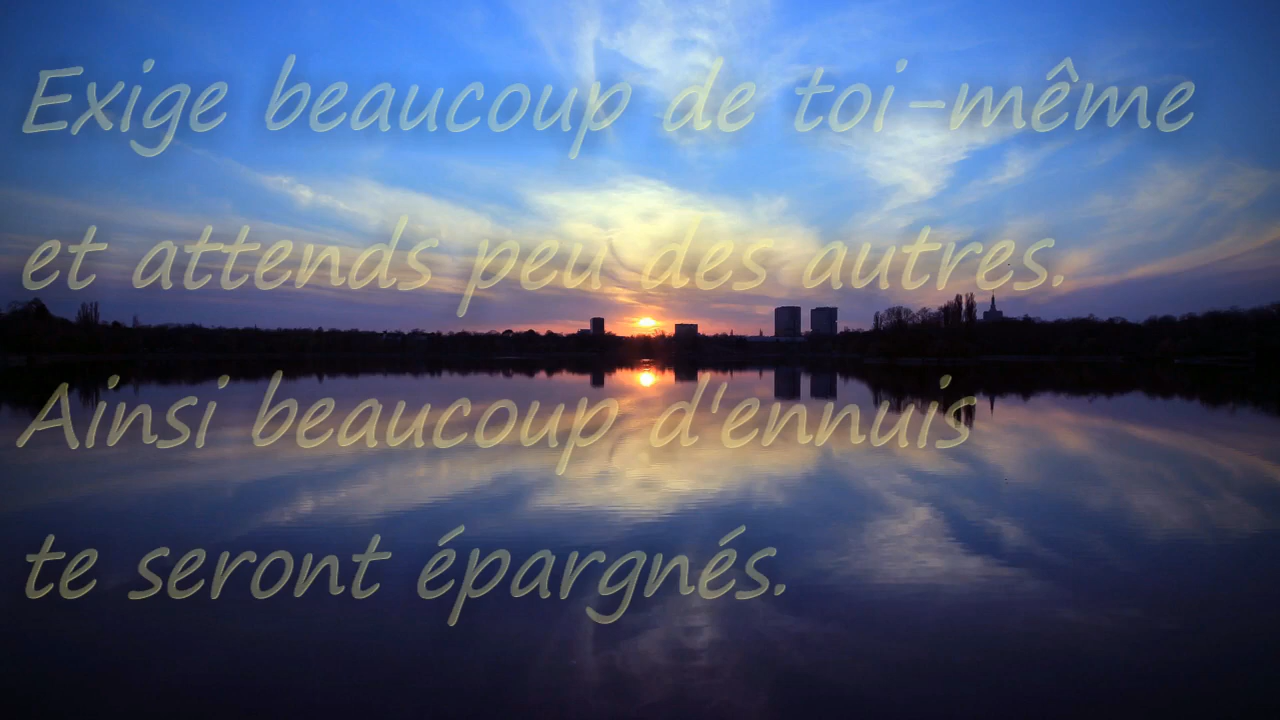 Exige beaucoup de toi-même
et attends peu des autres.
Ainsi beaucoup d'ennuis
te seront épargnés.